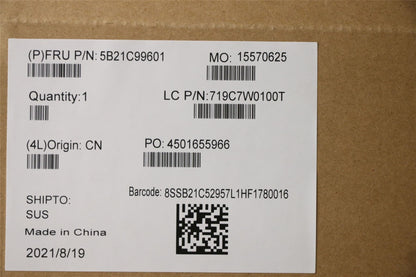 (P)FRU P/N: 5B21C99601 MO: 15570625
Quantity:1 LC P/N:719C7W0100T
(4L)Origin: CN PO: 4501655966
Barcode: 8SSB21C52957L1HF1780016
SHIPTO:
SUS
Made in China
2021/8/19